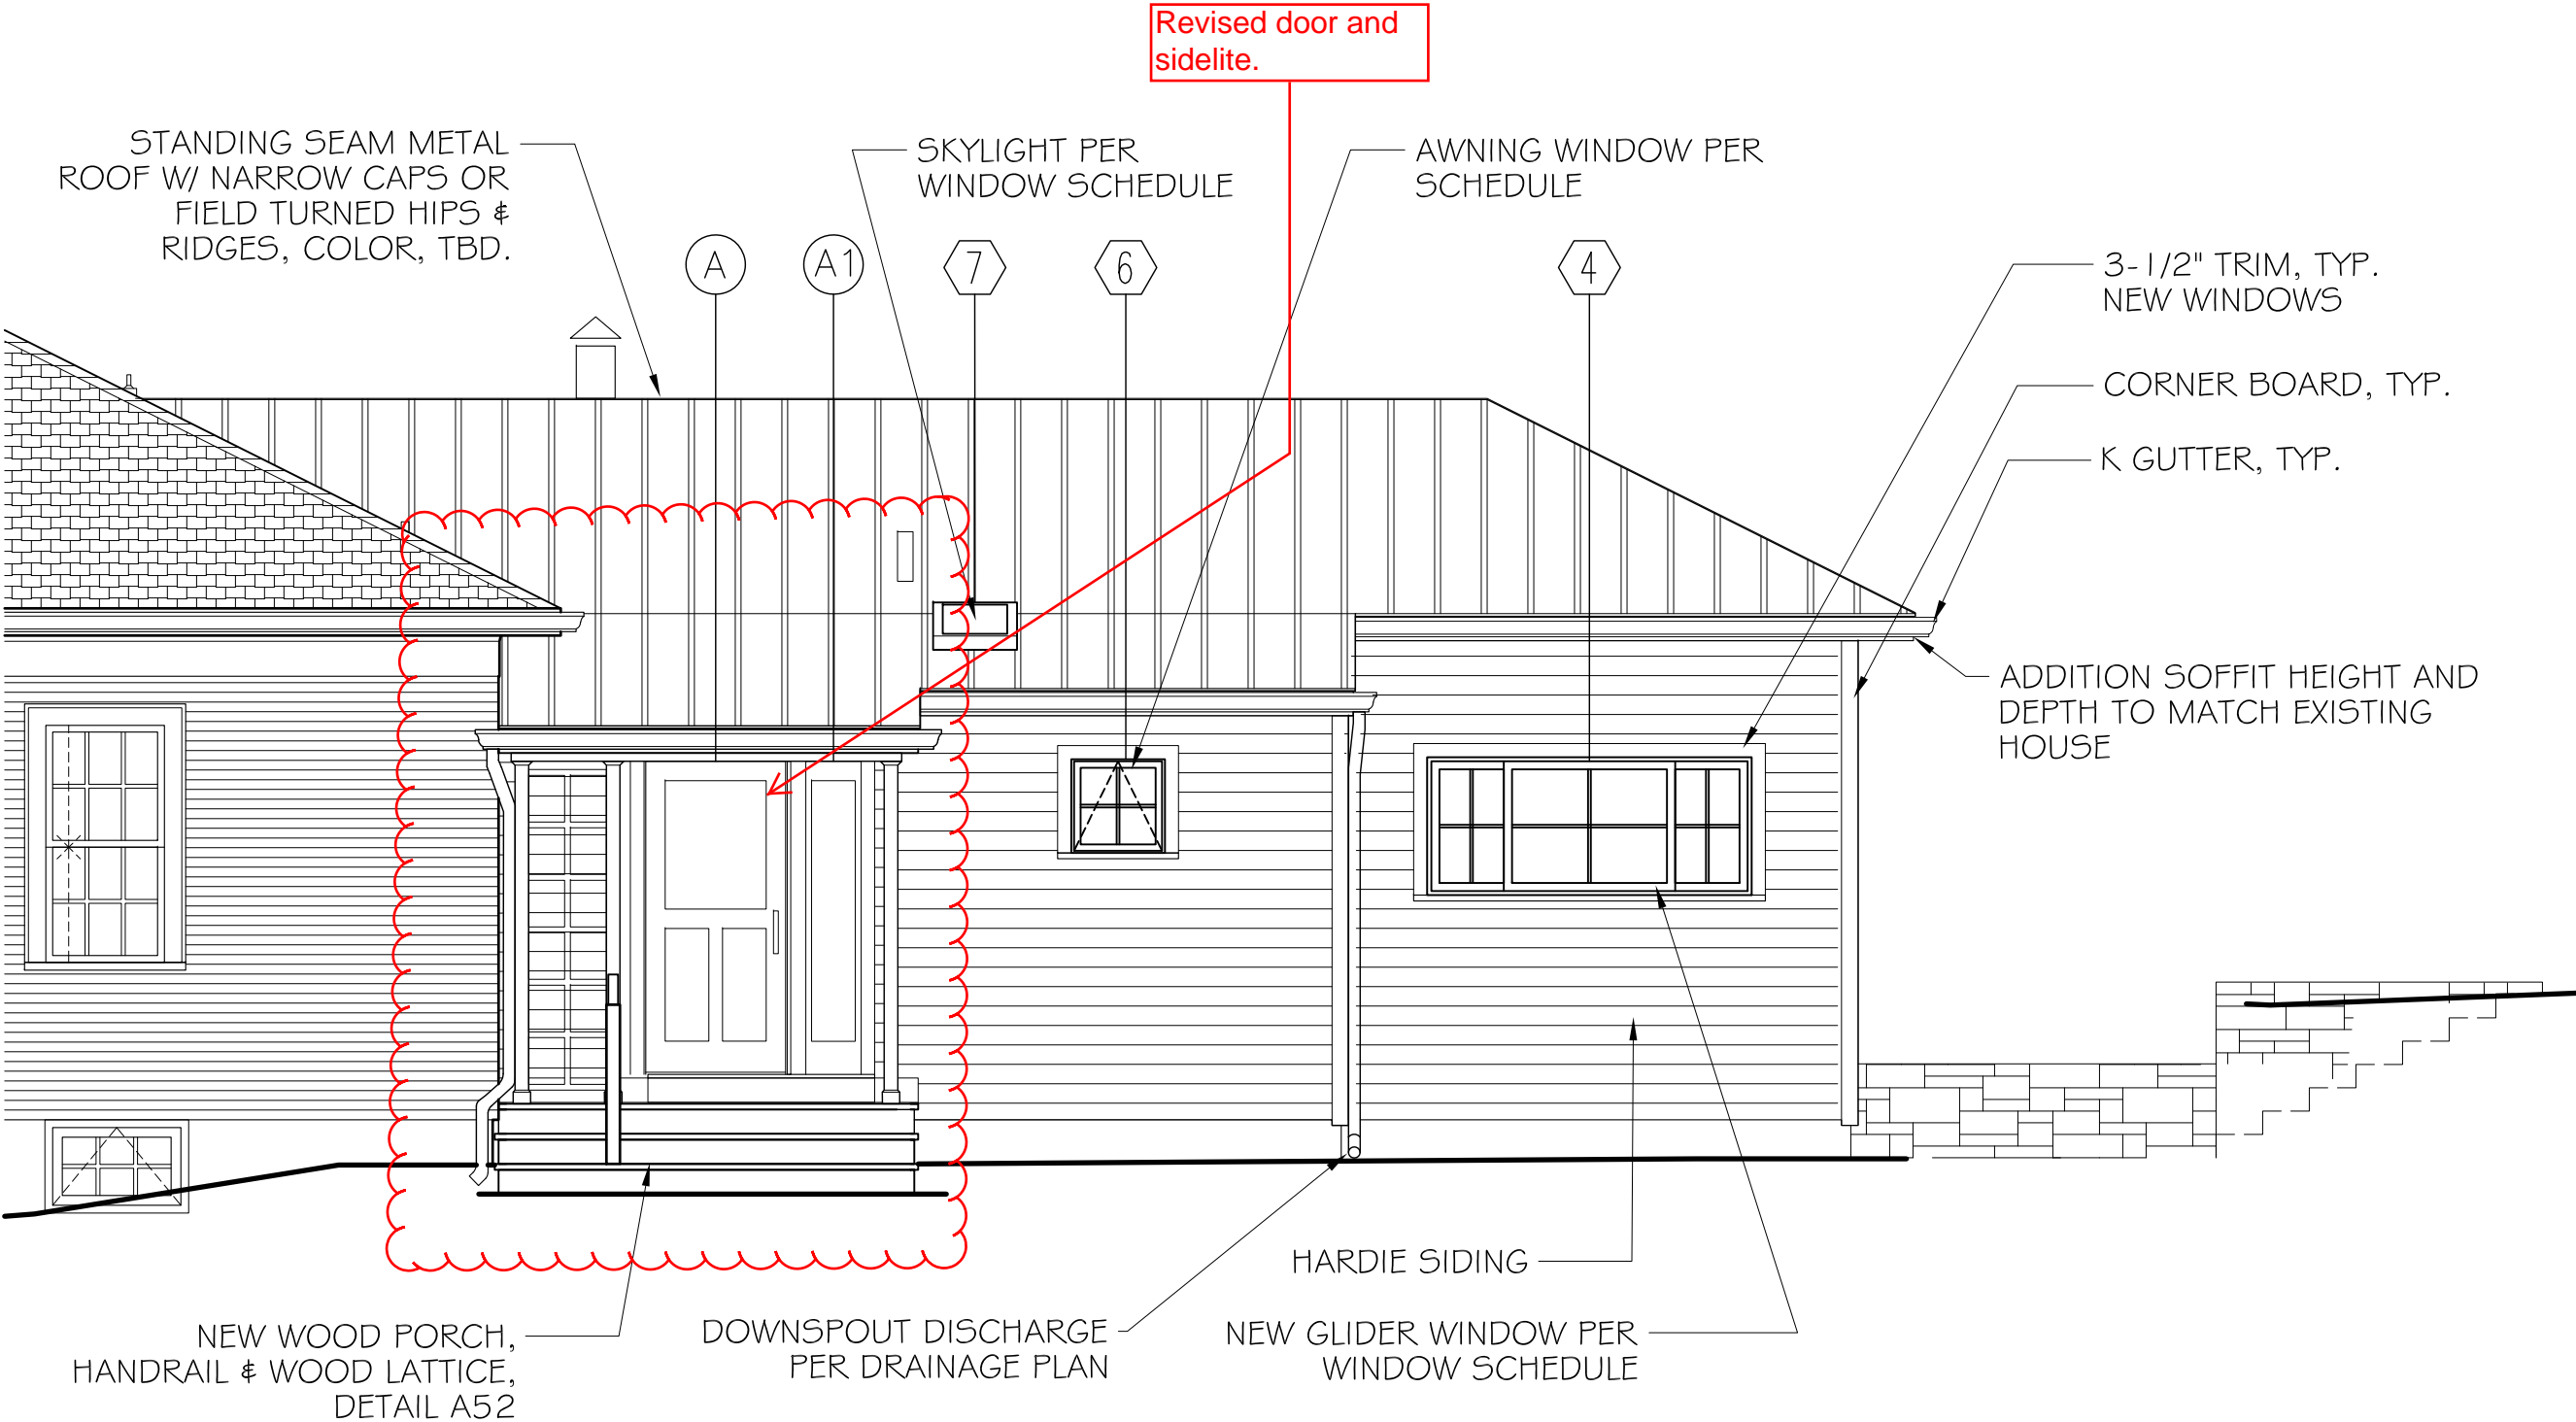 Revised door and
sidelite.
STANDING SEAM METAL
ROOF W/ NARROW CAPS OR
FIELD TURNED HIPS &
RIDGES, COLOR, TBD.
SKYLIGHT PER
WINDOW SCHEDULE
AWNING WINDOW PER
SCHEDULE
A
A1
7
6
4
3-1/2" TRIM, TYP.
NEW WINDOWS
CORNER BOARD, TYP.
K GUTTER, TYP.
ADDITION SOFFIT HEIGHT AND
DEPTH TO MATCH EXISTING
HOUSE
HARDIE SIDING
NEW WOOD PORCH,
HANDRAIL & WOOD LATTICE,
DETAIL A52
DOWNSPOUT DISCHARGE
PER DRAINAGE PLAN
NEW GLIDER WINDOW PER
WINDOW SCHEDULE